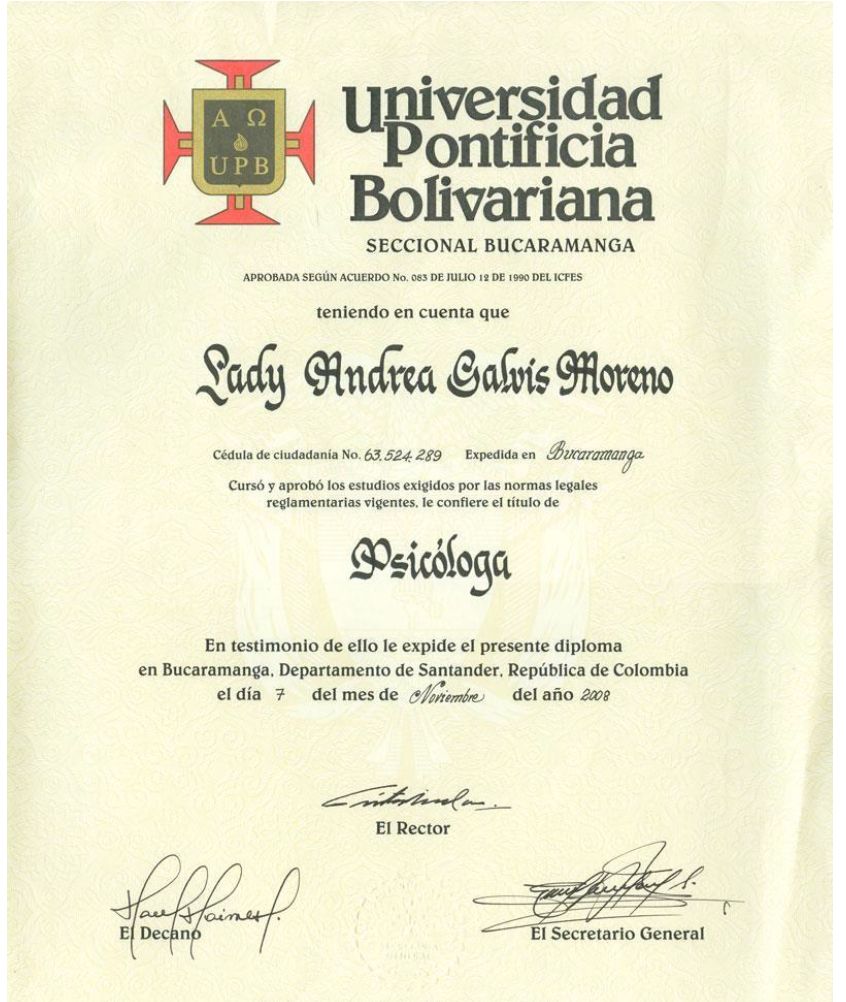 Α Ω
UPB
Universidad
Pontificia
Bolivariana
SECCIONAL BUCARAMANGA
APROBADA SEGÚN ACUERDO No. 083 DE JULIO 12 DE 1990 DEL ICFES
teniendo en cuenta que
Lady Andrea Galvis Moreno
Cédula de ciudadanía No. 63.524.289 Expedida en Bucaramanga
Cursó y aprobó los estudios exigidos por las normas legales
reglamentarias vigentes, le confiere el título de
Psicóloga
En testimonio de ello le expide el presente diploma
en Bucaramanga, Departamento de Santander, República de Colombia
el día 7 del mes de Noviembre del año 2008
El Rector
El Decano
El Secretario General